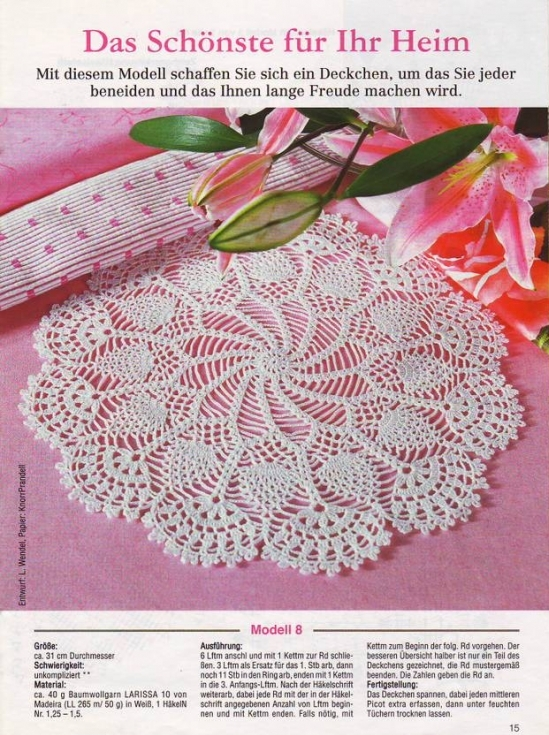 Das Schönste für Ihr Heim
Mit diesem Modell schaffen Sie sich ein Deckchen, um das Sie jeder
beneiden und das Ihnen lange Freude machen wird.
Entwurf: L. Wendel, Papier: KnorrPrandell
Modell 8
Größe:
ca. 31 cm Durchmesser
Schwierigkeit:
unkompliziert **
Material:
ca. 40 g Baumwollgarn LARISSA 10 von
Madeira (LL 265 m/ 50 g) in Weiß, 1 HäkelN
Nr. 1,25 – 1,5.
Ausführung:
6 Lftm anschl und mit 1 Kettm zur Rd schlie-
ßen. 3 Lftm als Ersatz für das 1. Stb arb, dann
noch 11 Stb in den Ring arb, enden mit 1 Kettm
in die 3. Anfangs-Lftm. Nach der Häkelschrift
weiterarb, dabei jede Rd mit der in der Häkel-
schrift angegebenen Anzahl von Lftm begin-
nen und mit Kettm enden. Falls nötig, mit
Kettm zum Beginn der folg. Rd vorgehen. Der
besseren Übersicht halber ist nur ein Teil des
Deckchens gezeichnet, die Rd mustergemäß
beenden. Die Zahlen geben die Rd an.
Fertigstellung:
Das Deckchen spannen, dabei jeden mittleren
Picot extra erfassen, dann unter feuchten
Tüchern trocknen lassen.
15